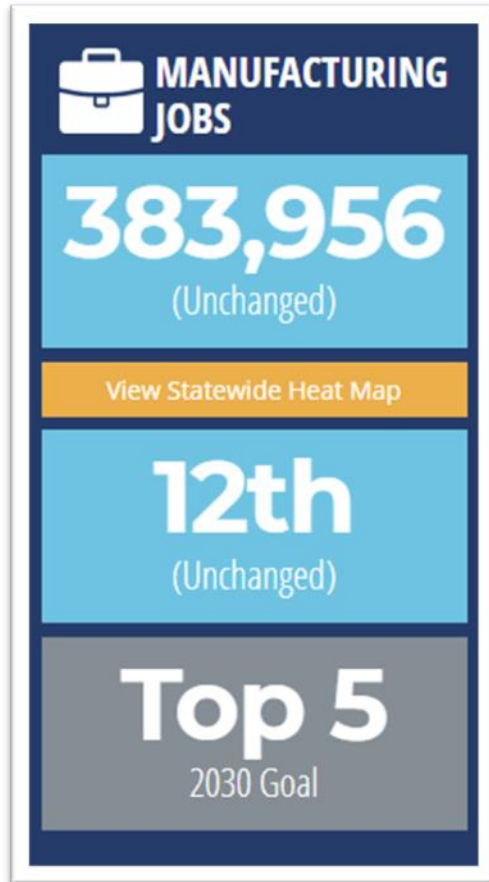 MANUFACTURING
JOBS
383,956
(Unchanged)
View Statewide Heat Map
12th
(Unchanged)
Top 5
2030 Goal